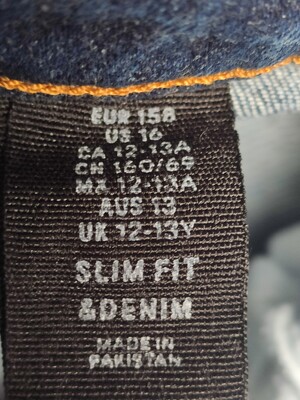 EUR 158
US 16
CA 12-13A
CH 160/69
MX 12-13A
AUS 13
UK 12-13Y
SLIM FIT
&DENIM
MADE IN
PAKISTAN